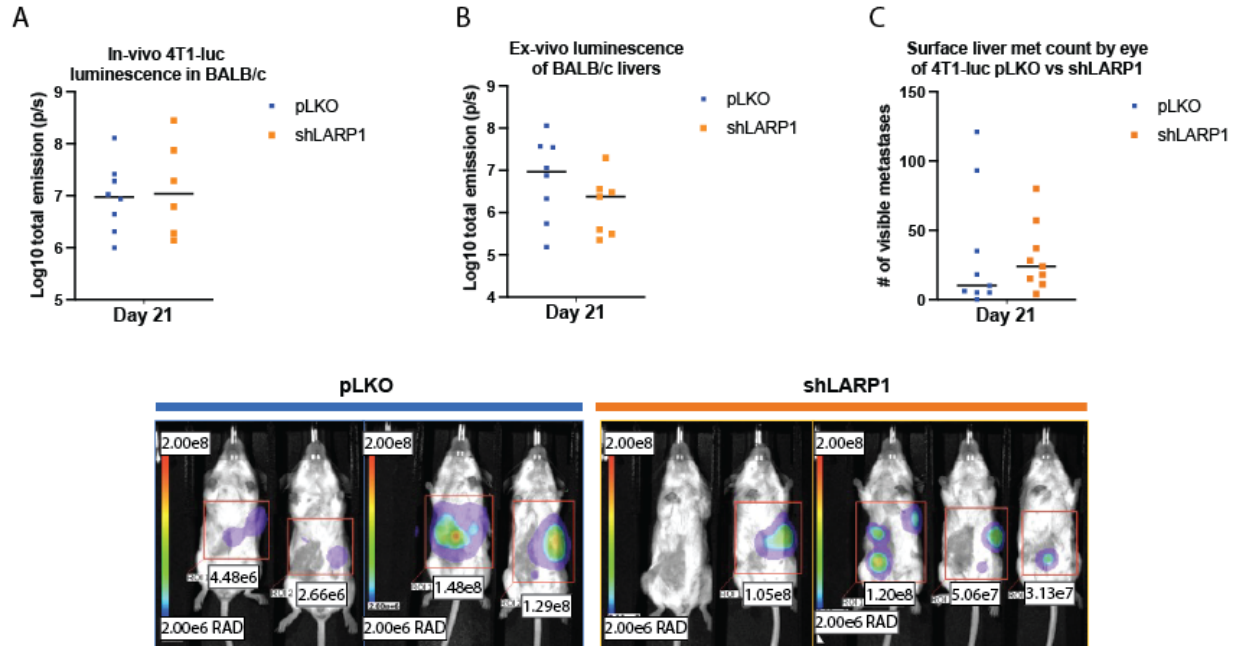 A
In-vivo 4T1-luc
luminescence in BALB/c
Log10 total emission (p/s)
9
8
7
6
5
Day 21
pLKO
shLARP1
B
Ex-vivo luminescence
of BALB/c livers
Log10 total emission (p/s)
9
8
7
6
5
4
Day 21
pLKO
shLARP1
C
Surface liver met count by eye
of 4T1-luc pLKO vs shLARP1
# of visible metastases
150
100
50
0
Day 21
pLKO
shLARP1
pLKO
2.00e8
4.48e6
ROI 2
2.66e6
2.00e6 RAD
2.00e8
1.48e8
1.29e8
2.00e6 RAD
shLARP1
2.00e8
1.05e8
2.00e6 RAD
2.00e8
1.20e8
5.06e7
3.13e7
2.00e6 RAD